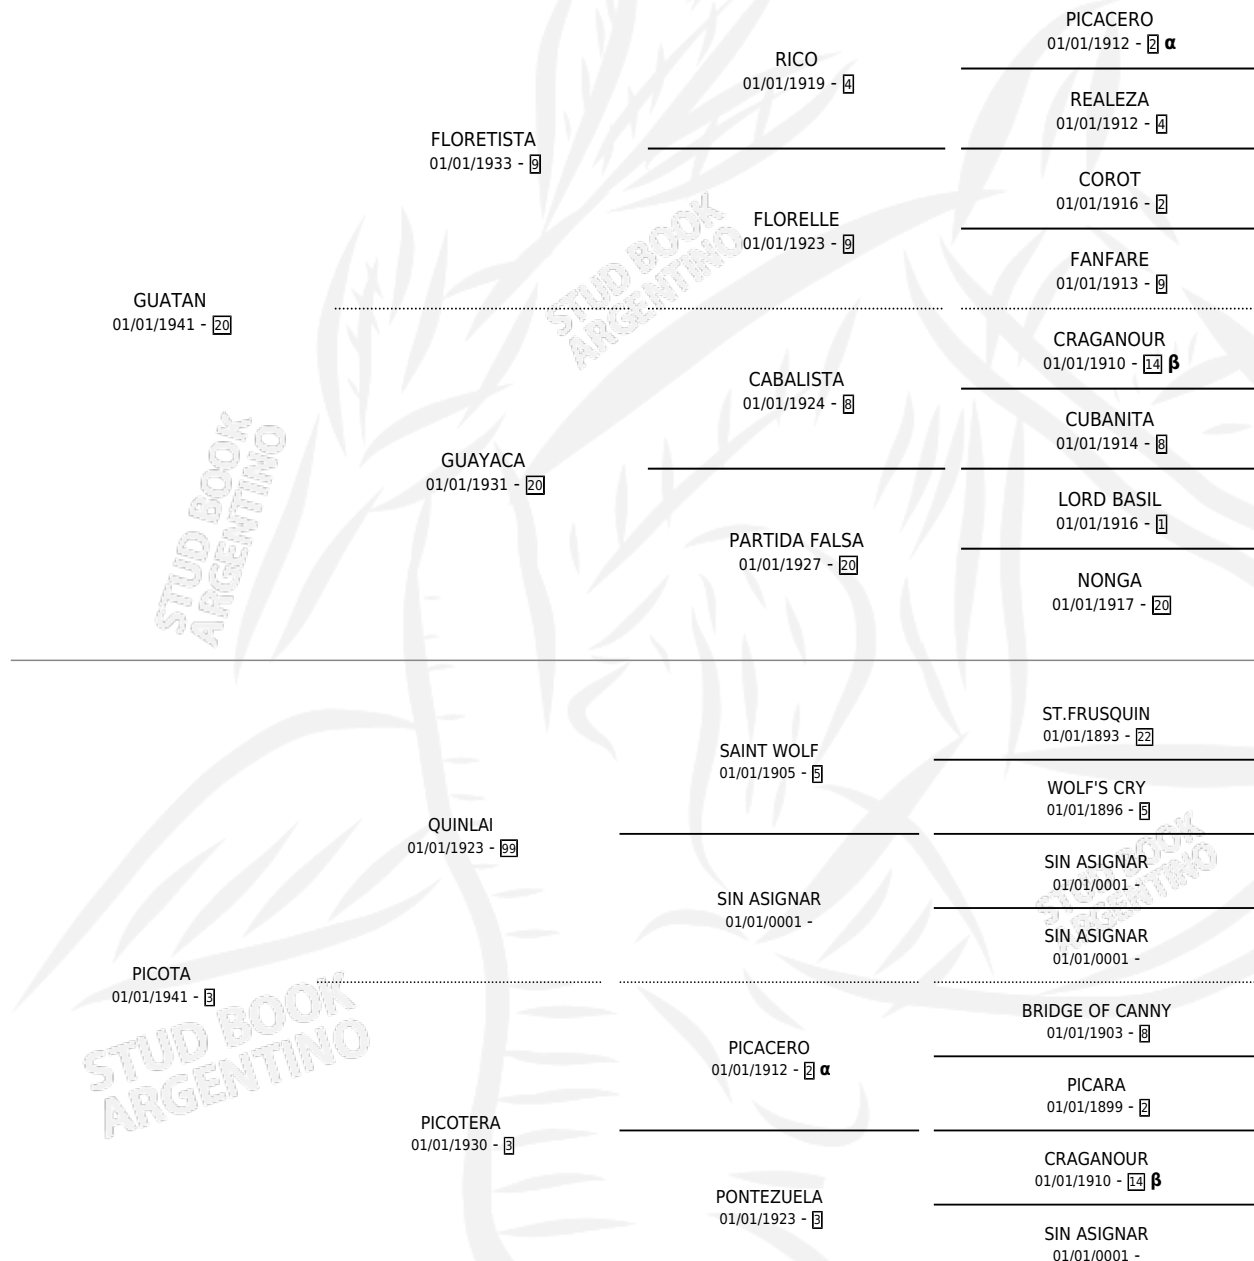 PICACERO
01/01/1912 - 2 α
RICO
01/01/1919 - 4
REALEZA
01/01/1912 - 4
FLORETISTA
01/01/1933 - 9
COROT
01/01/1916 - 2
FLORELLE
01/01/1923 - 9
FANFARE
01/01/1913 - 9
GUATAN
01/01/1941 - 20
STUD BOOK
ARGENTINO
CRAGANOUR
01/01/1910 - 14 β
CABALISTA
01/01/1924 - 8
CUBANITA
01/01/1914 - 8
GUAYACA
01/01/1931 - 20
LORD BASIL
01/01/1916 - 1
PARTIDA FALSA
01/01/1927 - 20
NONGA
01/01/1917 - 20
STUD BOOK
ARGENTINO
ST.FRUSQUIN
01/01/1893 - 22
SAINT WOLF
01/01/1905 - 5
WOLF'S CRY
01/01/1896 - 5
QUINLAI
01/01/1923 - 99
SIN ASIGNAR
01/01/0001 -
SIN ASIGNAR
01/01/0001 -
SIN ASIGNAR
01/01/0001 -
STUD BOOK
ARGENTINO
PICOTA
01/01/1941 - 3
BRIDGE OF CANNY
01/01/1903 - 8
PICACERO
01/01/1912 - 2 α
PICARA
01/01/1899 - 2
PICOTERA
01/01/1930 - 3
CRAGANOUR
01/01/1910 - 14 β
PONTEZUELA
01/01/1923 - 3
SIN ASIGNAR
01/01/0001 -
STUD BOOK
ARGENTINO